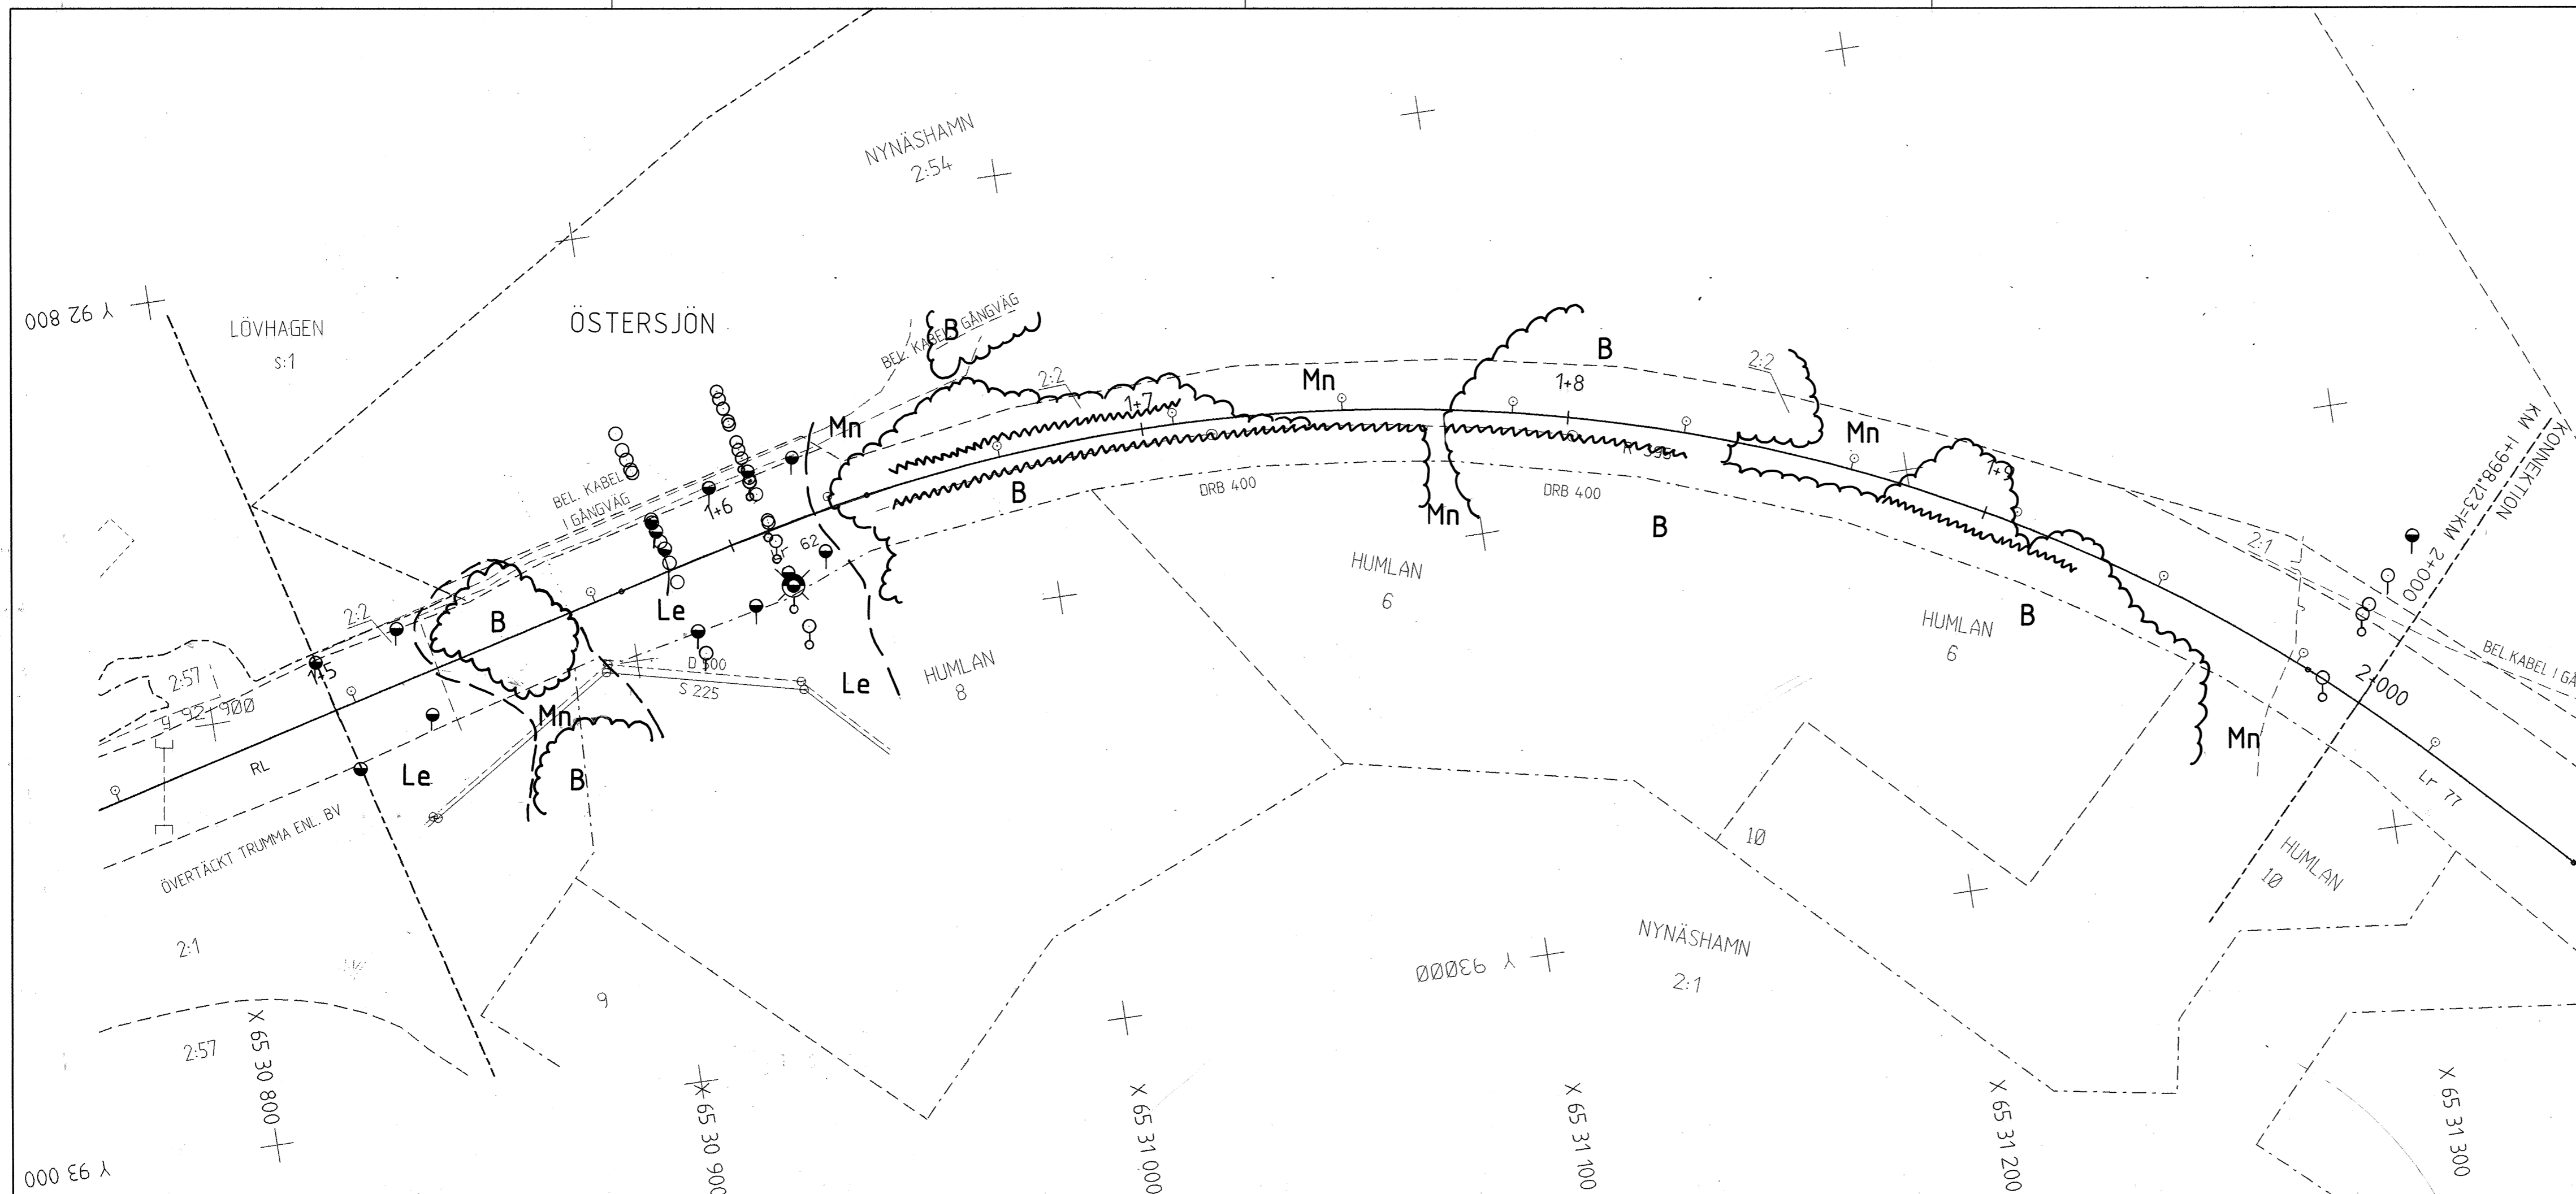 NYNÄSHAMN
2:54
Y 92 800
LÖVHAGEN
S:1
ÖSTERSJÖN
B
BEL. KABEL I GÅNGVÄG
2:2
1+7
Mn
B
1+8
2:2
Mn
1+9
KONNEKTION
KM 1+998.123=KM 2+000
Mn
BEL. KABEL
I GÅNGVÄG
1+6
62
B
DRB 400
DRB 400
Mn
B
2:1
HUMLAN
6
B
2:2
B
Le
HUMLAN
6
BEL.KABEL I GÅ
2+000
1+5
2:57
Y 92 900
D 500
S 225
Le
HUMLAN
8
Mn
Mn
RL
Le
B
Lr 77
ÖVERTÄCKT TRUMMA ENL. BV
10
HUMLAN
10
2:1
9
Y 93000
NYNÄSHAMN
2:1
2:57
X 65 30 800
X 65 30 900
X 65 31 000
X 65 31 100
X 65 31 200
X 65 31 300
Y 93 000